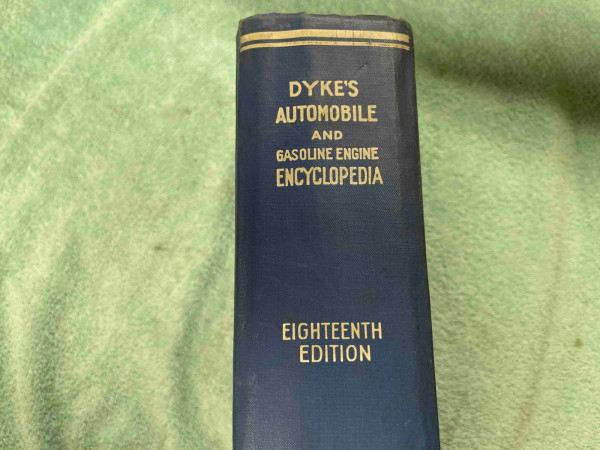 DYKE'S
AUTOMOBILE
AND
GASOLINE ENGINE
ENCYCLOPEDIA
EIGHTEENTH
EDITION